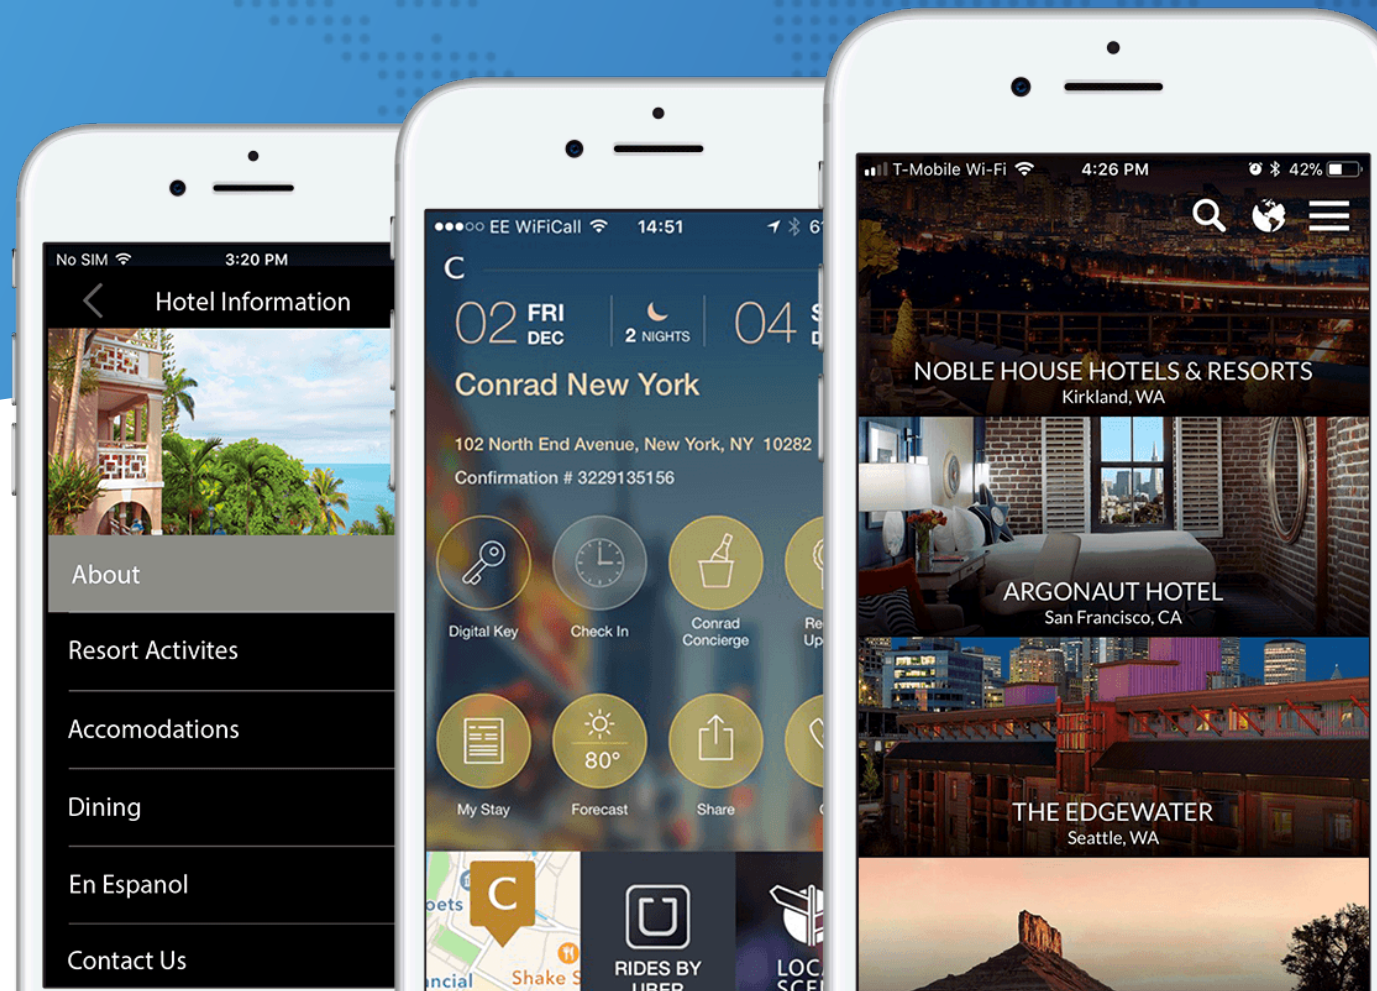 No SIM
3:20 PM
Hotel Information
About
Resort Activites
Accomodations
Dining
En Espanol
Contact Us
EE WiFiCall
14:51
C
02 FRI
DEC
2 NIGHTS
04
Conrad New York
102 North End Avenue, New York, NY 10282
Confirmation # 3229135156
Digital Key
Check In
Conrad
Concierge
80°
My Stay
Forecast
Share
C
Shake
RIDES BY
UBER
T-Mobile Wi-Fi
4:26 PM
42%
NOBLE HOUSE HOTELS & RESORTS
Kirkland, WA
ARGONAUT HOTEL
San Francisco, CA
THE EDGEWATER
Seattle, WA